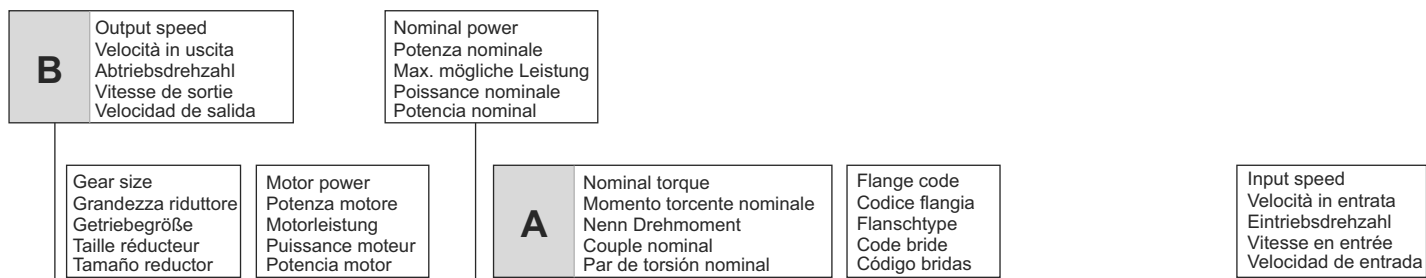 B
Output speed
Velocità in uscita
Abtriebsdrehzahl
Vitesse de sortie
Velocidad de salida
Nominal power
Potenza nominale
Max. mögliche Leistung
Poissance nominale
Potencia nominal
Gear size
Grandezza riduttore
Getriebegröße
Taille réducteur
Tamaño reductor
Motor power
Potenza motore
Motorleistung
Puissance moteur
Potencia motor
A
Nominal torque
Momento torcente nominale
Nenn Drehmoment
Couple nominal
Par de torsión nominal
Flange code
Codice flangia
Flanschtype
Code bride
Código bridas
Input speed
Velocità in entrata
Eintriebsdrehzahl
Vitesse en entrée
Velocidad de entrada